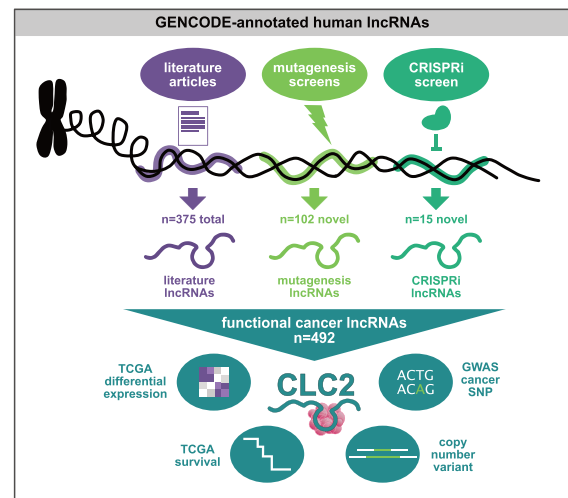 GENCODE-annotated human lncRNAs
literature
articles
mutagenesis
screens
CRISPRi
screen
n=375 total
n=102 novel
n=15 novel
literature
lncRNAs
mutagenesis
lncRNAs
CRISPRi
lncRNAs
functional cancer lncRNAs
n=492
TCGA
differential
expression
CLC2
ACTG
ACAG
GWAS
cancer
SNP
TCGA
survival
copy
number
variant